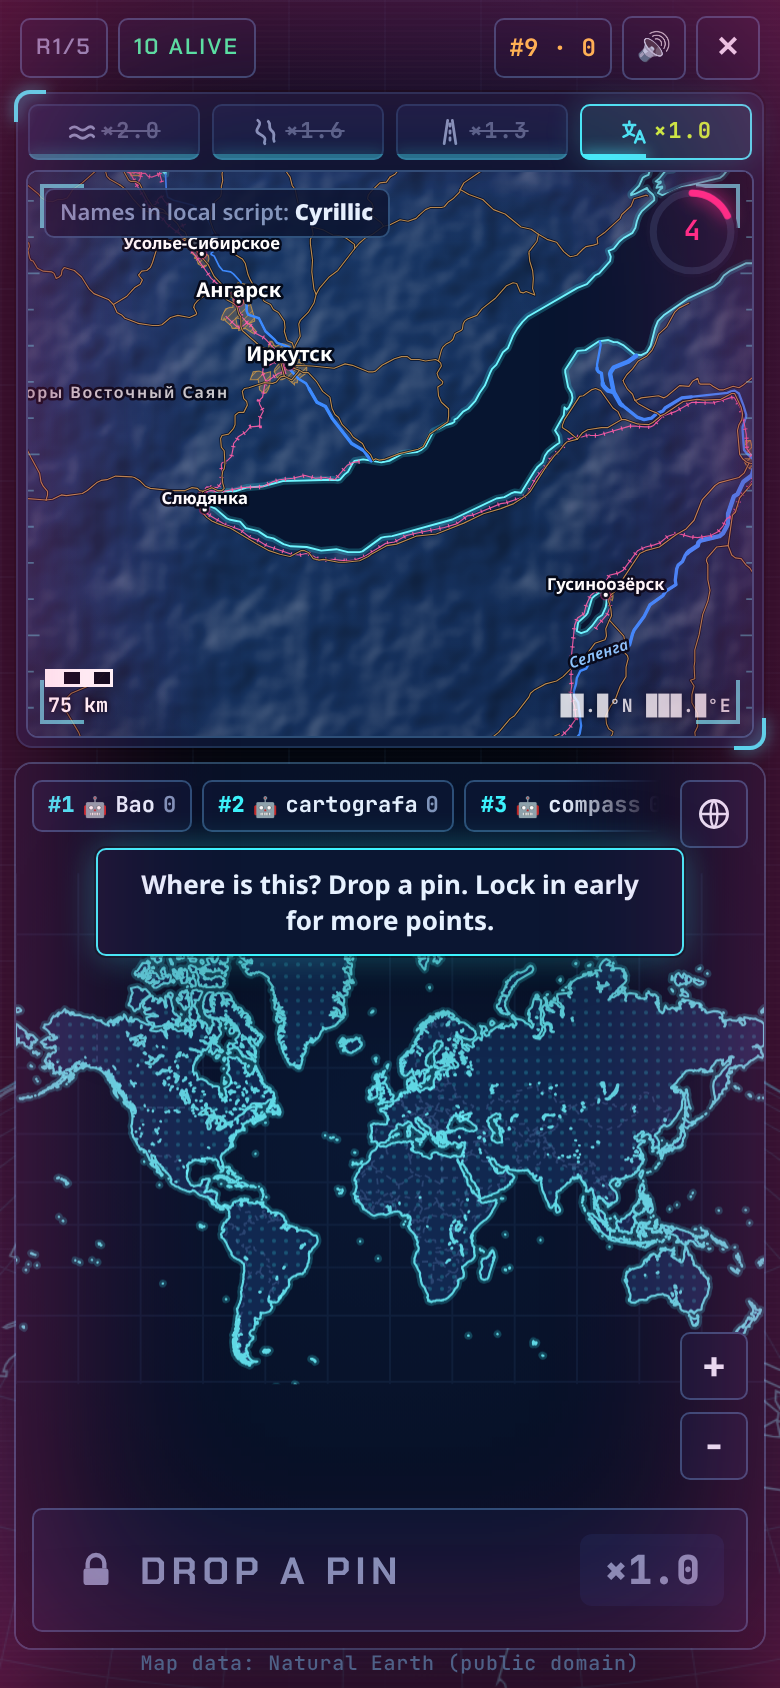 R1/5
10 ALIVE
#9 · 0
×2.0
×1.6
×1.3
×1.0
Names in local script: Cyrillic
4
Усолье-Сибирское
Ангарск
Иркутск
оры Восточный Саян
Слюдянка
Гусиноозёрск
Селенга
75 km
██.█°N ███.█°E
#1 Bao 0
#2 cartografa 0
#3 compass 0
Where is this? Drop a pin. Lock in early
for more points.
+
-
DROP A PIN
×1.0
Map data: Natural Earth (public domain)